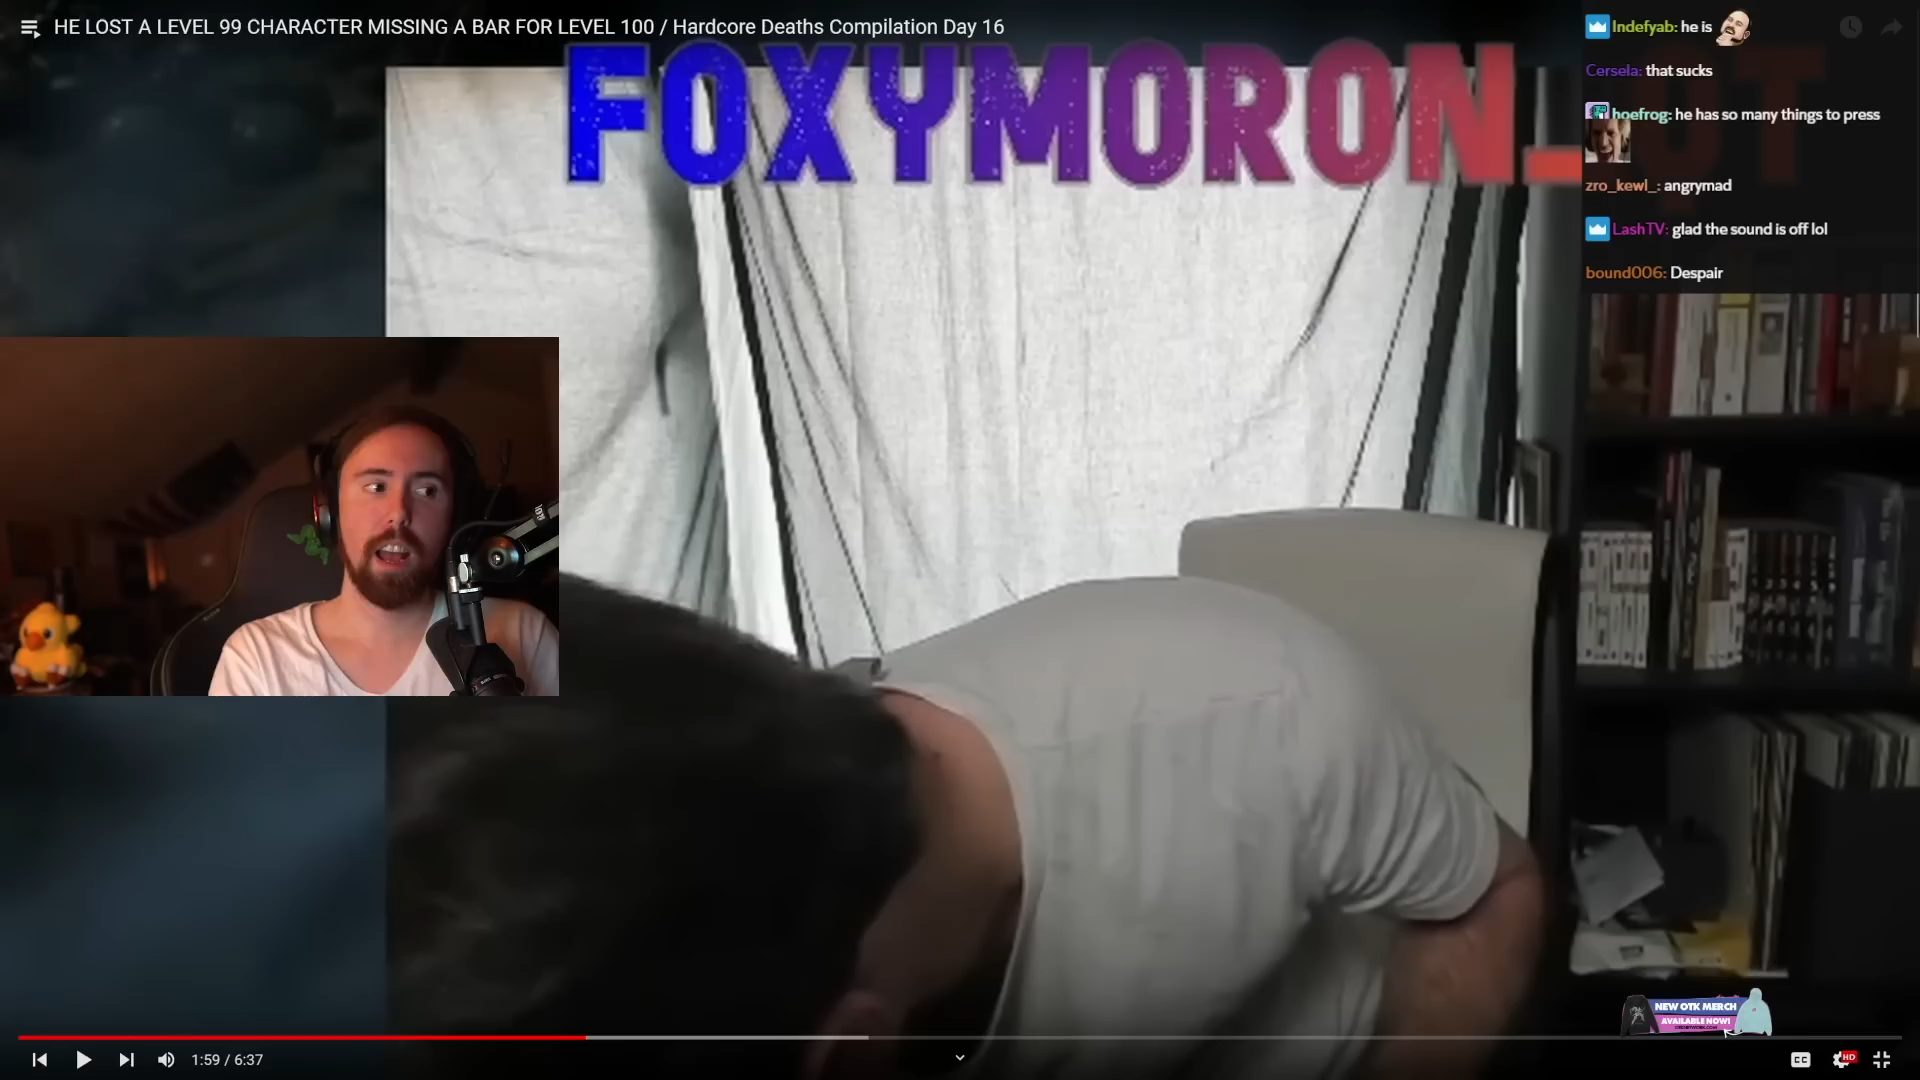 HE LOST A LEVEL 99 CHARACTER MISSING A BAR FOR LEVEL 100 / Hardcore Deaths Compilation Day 16
FOXYMORON_
Indefyab: he is
Cersela: that sucks
hoefrog: he has so many things to press
zro_kewl_: angrymad
LashTV: glad the sound is off lol
bound006: Despair
NEW OTK MERCH
AVAILABLE NOW!
1:59 / 6:37
CC
HD